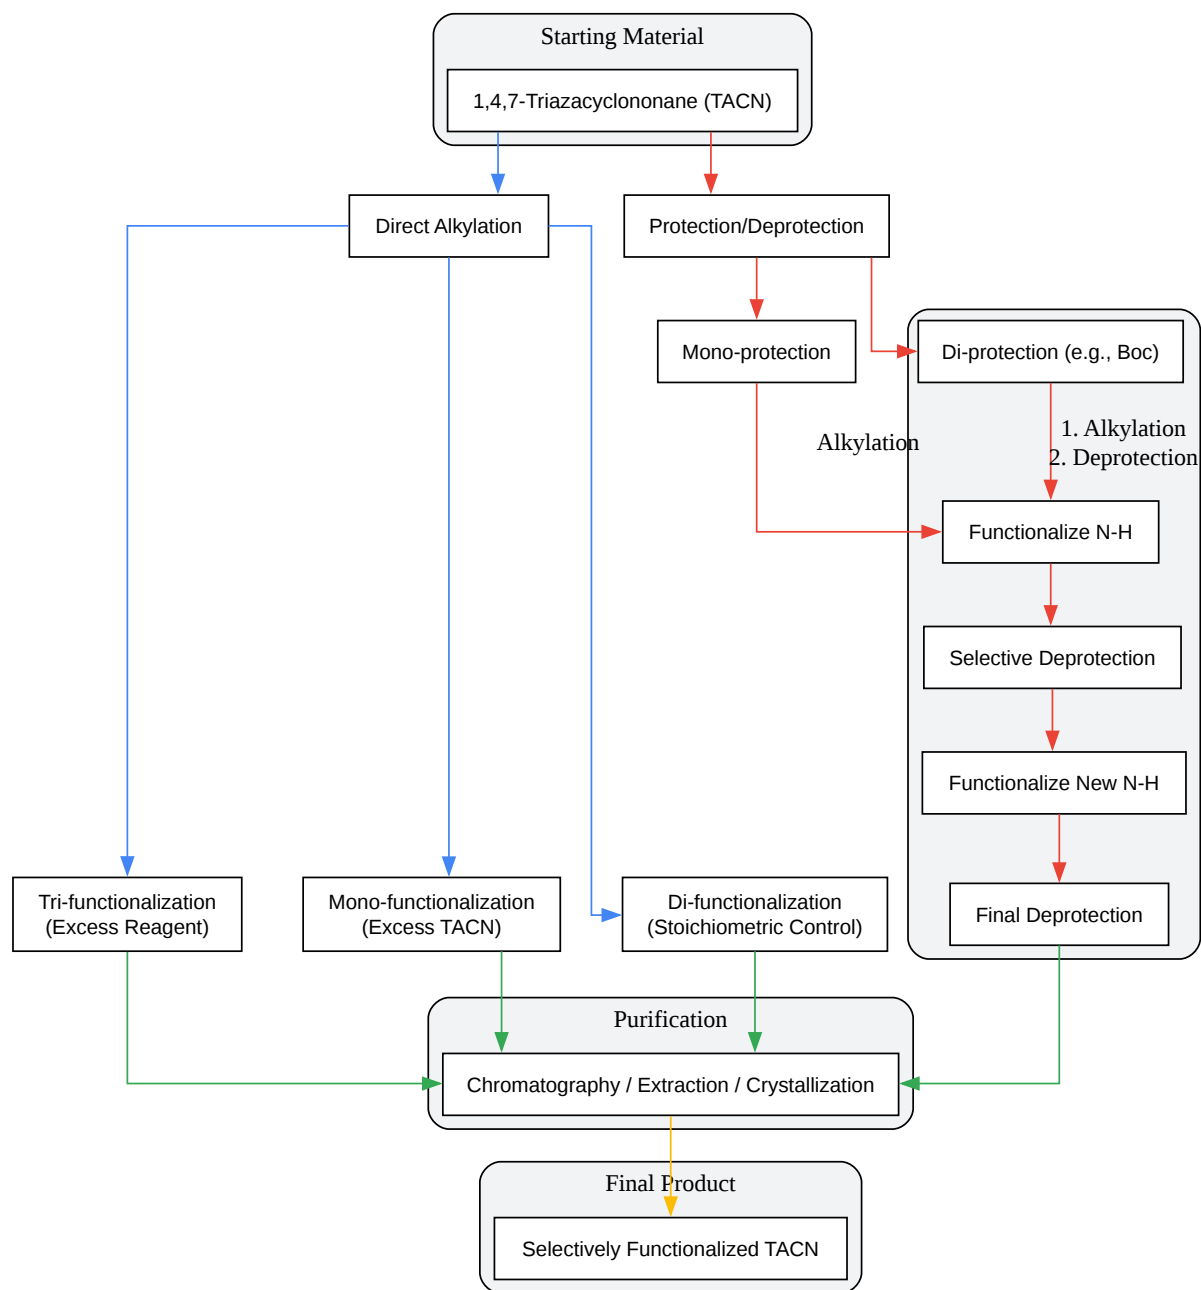 Starting Material
1,4,7-Triazacyclononane (TACN)
Direct Alkylation
Protection/Deprotection
Mono-protection
Di-protection (e.g., Boc)
Alkylation
1. Alkylation
2. Deprotection
Functionalize N-H
Selective Deprotection
Functionalize New N-H
Tri-functionalization
(Excess Reagent)
Mono-functionalization
(Excess TACN)
Di-functionalization
(Stoichiometric Control)
Final Deprotection
Purification
Chromatography / Extraction / Crystallization
Final Product
Selectively Functionalized TACN